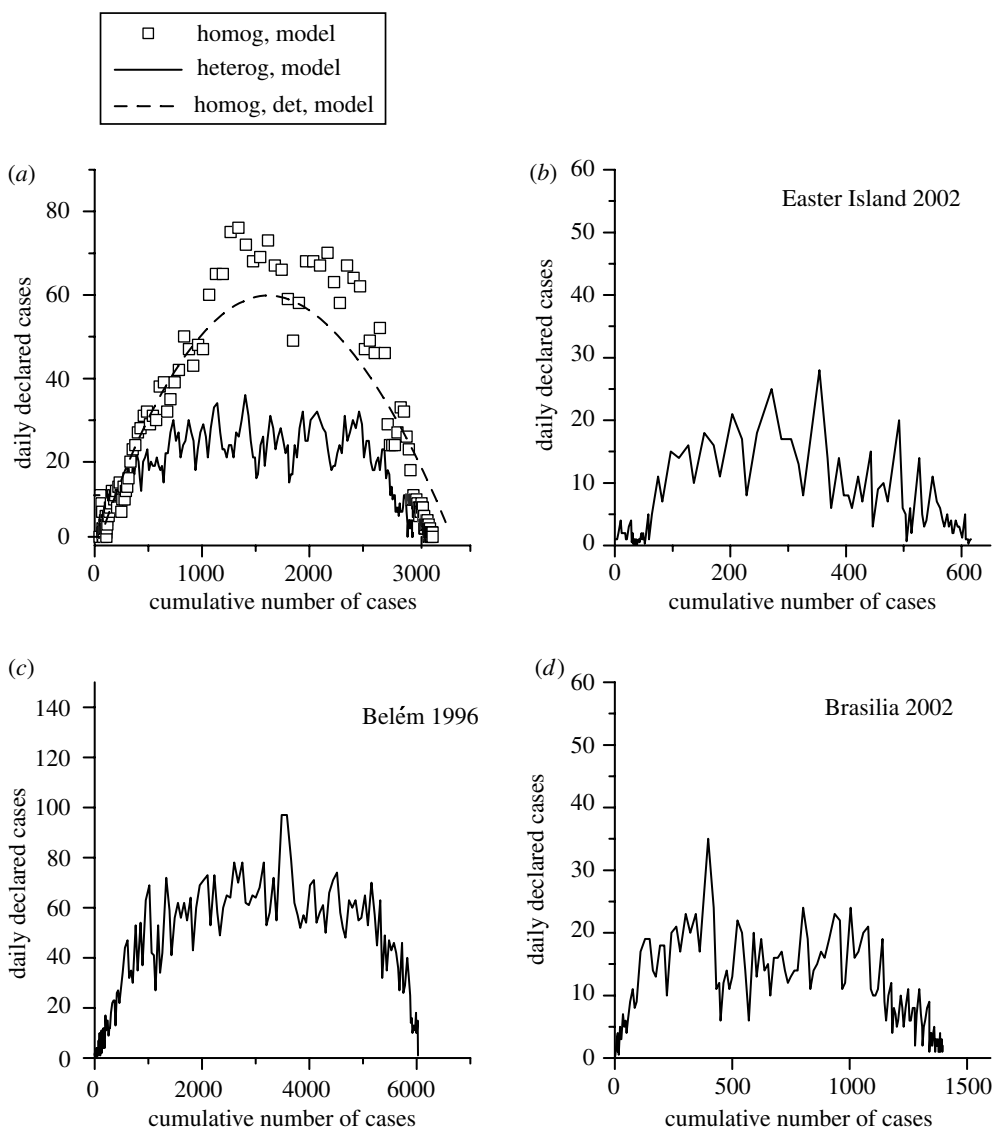 homog, model
heterog, model
homog, det, model
(a)
80
60
40
20
0
daily declared cases
0 1000 2000 3000
cumulative number of cases
(b)
Easter Island 2002
60
50
40
30
20
10
0
daily declared cases
0 200 400 600
cumulative number of cases
(c)
Belém 1996
140
120
100
80
60
40
20
0
daily declared cases
0 2000 4000 6000
cumulative number of cases
(d)
Brasilia 2002
60
50
40
30
20
10
0
daily declared cases
0 500 1000 1500
cumulative number of cases